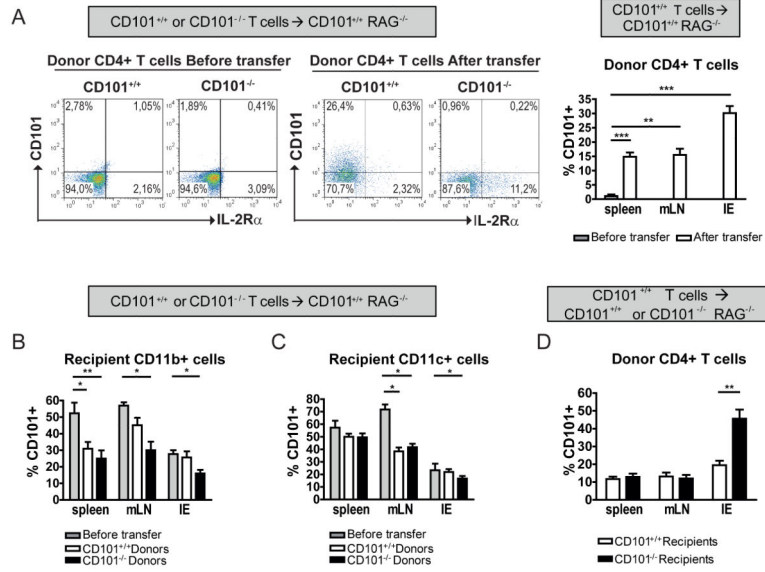 A
CD101+/+ or CD101-/- T cells → CD101+/+ RAG-/-
CD101+/+ T cells →
CD101+/+ RAG-/-
Donor CD4+ T cells Before transfer
Donor CD4+ T cells After transfer
CD101+/+
CD101-/-
CD101+/+
CD101-/-
2,78% 1,05%
94,0% 2,16%
1,89% 0,41%
94,6% 3,09%
26,4% 0,63%
70,7% 2,32%
0,96% 0,22%
87,6% 11,2%
CD101
IL-2Rα
CD101
IL-2Rα
Donor CD4+ T cells
% CD101+
35
30
25
20
15
10
5
0
***
**
***
spleen mLN IE
Before transfer After transfer
CD101+/+ or CD101-/- T cells → CD101+/+ RAG-/-
CD101 +/+ T cells →
CD101+/+ or CD101-/- RAG-/-
B
Recipient CD11b+ cells
% CD101+
60
50
40
30
20
10
0
**
*
*
*
spleen mLN IE
Before transfer
CD101+/+ Donors
CD101-/- Donors
C
Recipient CD11c+ cells
% CD101+
80
70
60
50
40
30
20
10
0
*
*
*
spleen mLN IE
Before transfer
CD101+/+ Donors
CD101-/- Donors
D
Donor CD4+ T cells
% CD101+
60
50
40
30
20
10
0
**
spleen mLN IE
CD101+/+ Recipients
CD101-/- Recipients